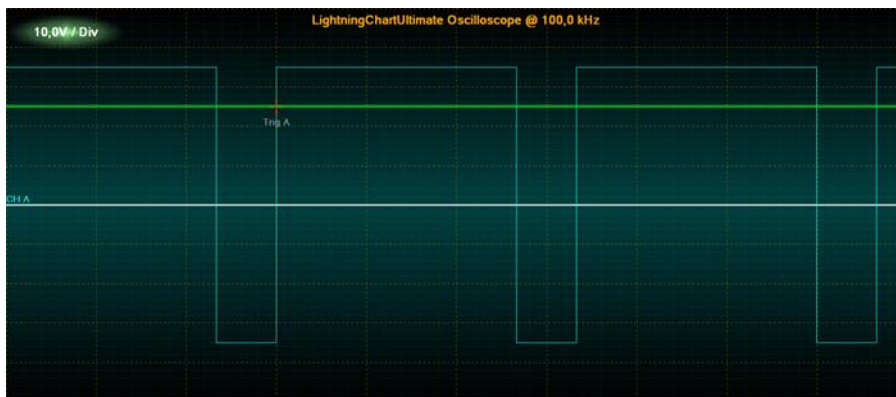 LightningChartUltimate Oscilloscope @ 100,0 kHz
10,0V / Div
Trig A
CH A